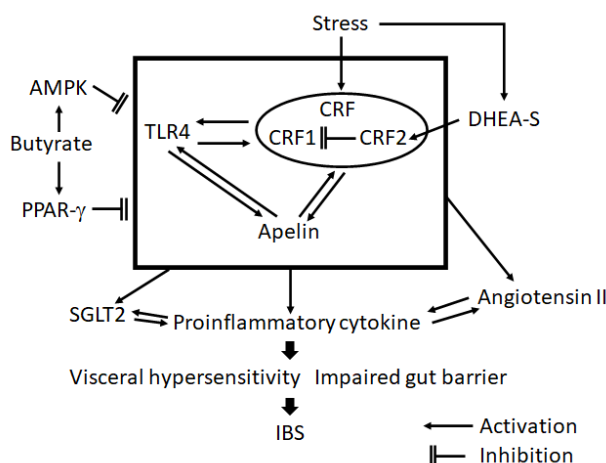 Stress
AMPK
CRF
TLR4
CRF1
CRF2
DHEA-S
Butyrate
PPAR-γ
Apelin
SGLT2
Proinflammatory cytokine
Angiotensin II
Visceral hypersensitivity Impaired gut barrier
IBS
Activation
Inhibition